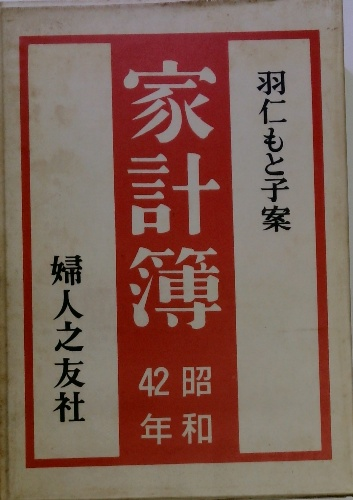 羽仁もと子案
家計簿
昭和
42年
婦人之友社